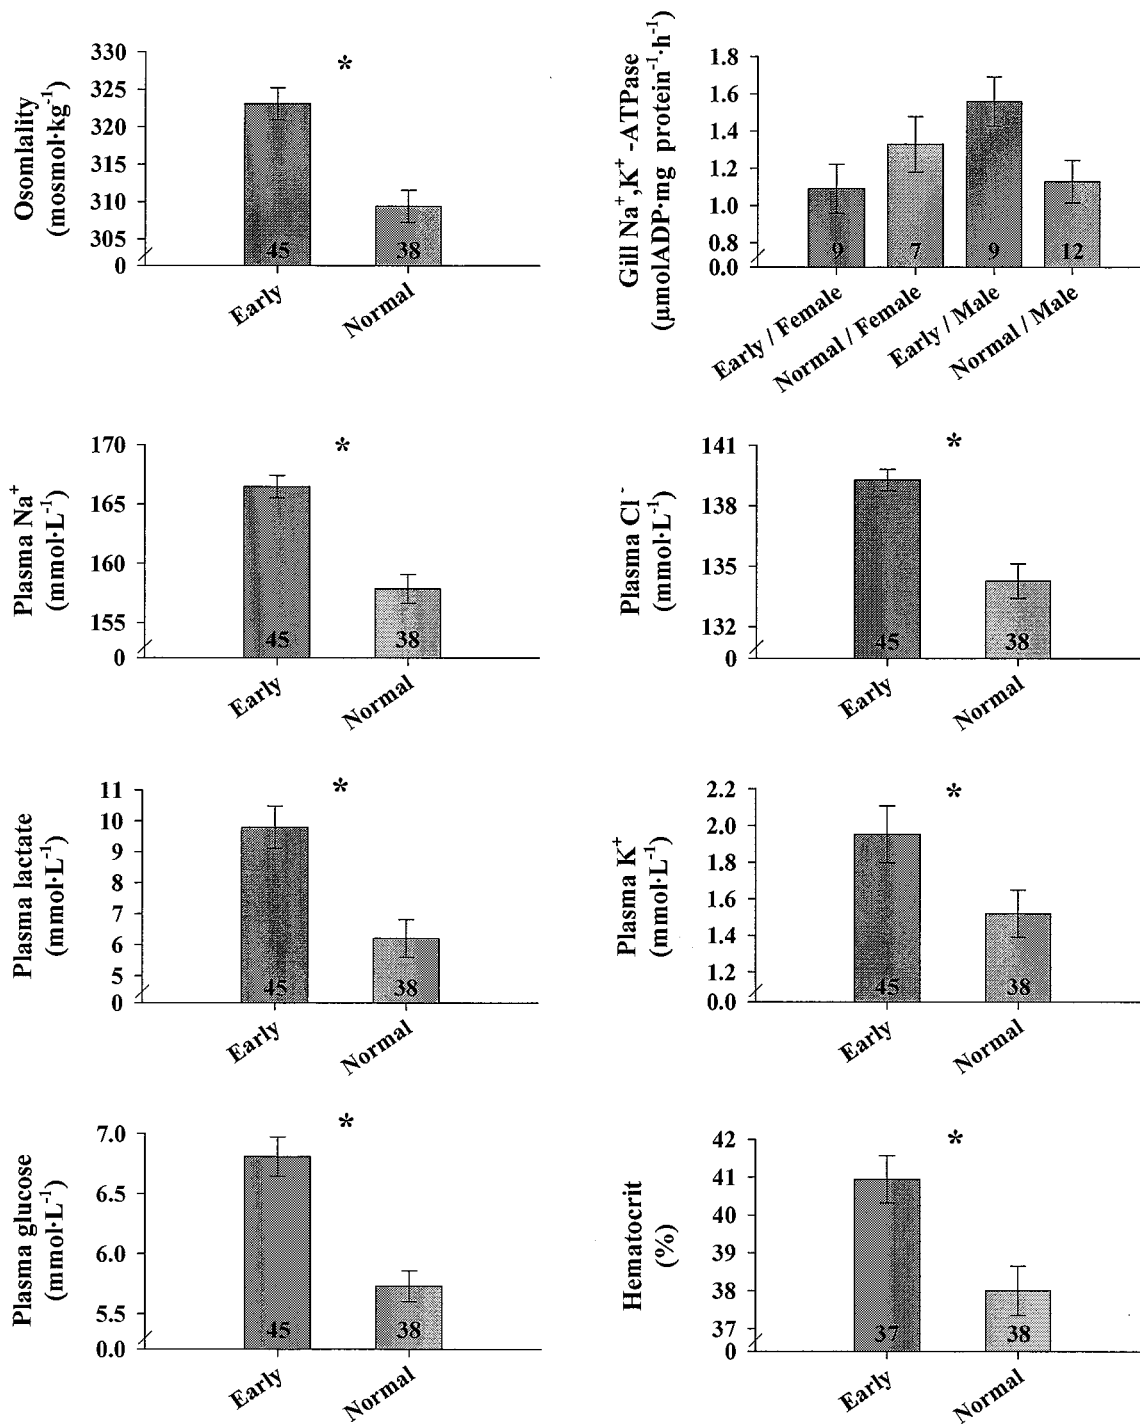 Osomlality
(mosmol·kg⁻¹)
330
325
320
315
310
305
0
*
45
38
Early
Normal
Gill Na⁺,K⁺ -ATPase
(μmolADP·mg protein⁻¹·h⁻¹)
1.8
1.6
1.4
1.2
1.0
0.8
0.0
9
7
9
12
Early / Female
Normal / Female
Early / Male
Normal / Male
Plasma Na⁺
(mmol·L⁻¹)
170
165
160
155
0
*
45
38
Early
Normal
Plasma Cl⁻
(mmol·L⁻¹)
141
138
135
132
0
*
45
38
Early
Normal
Plasma lactate
(mmol·L⁻¹)
11
10
9
8
7
6
5
0
*
45
38
Early
Normal
Plasma K⁺
(mmol·L⁻¹)
2.2
2.0
1.8
1.6
1.4
1.2
0.0
*
45
38
Early
Normal
Plasma glucose
(mmol·L⁻¹)
7.0
6.5
6.0
5.5
0.0
*
45
38
Early
Normal
Hematocrit
(%)
42
41
40
39
38
37
0
*
37
38
Early
Normal